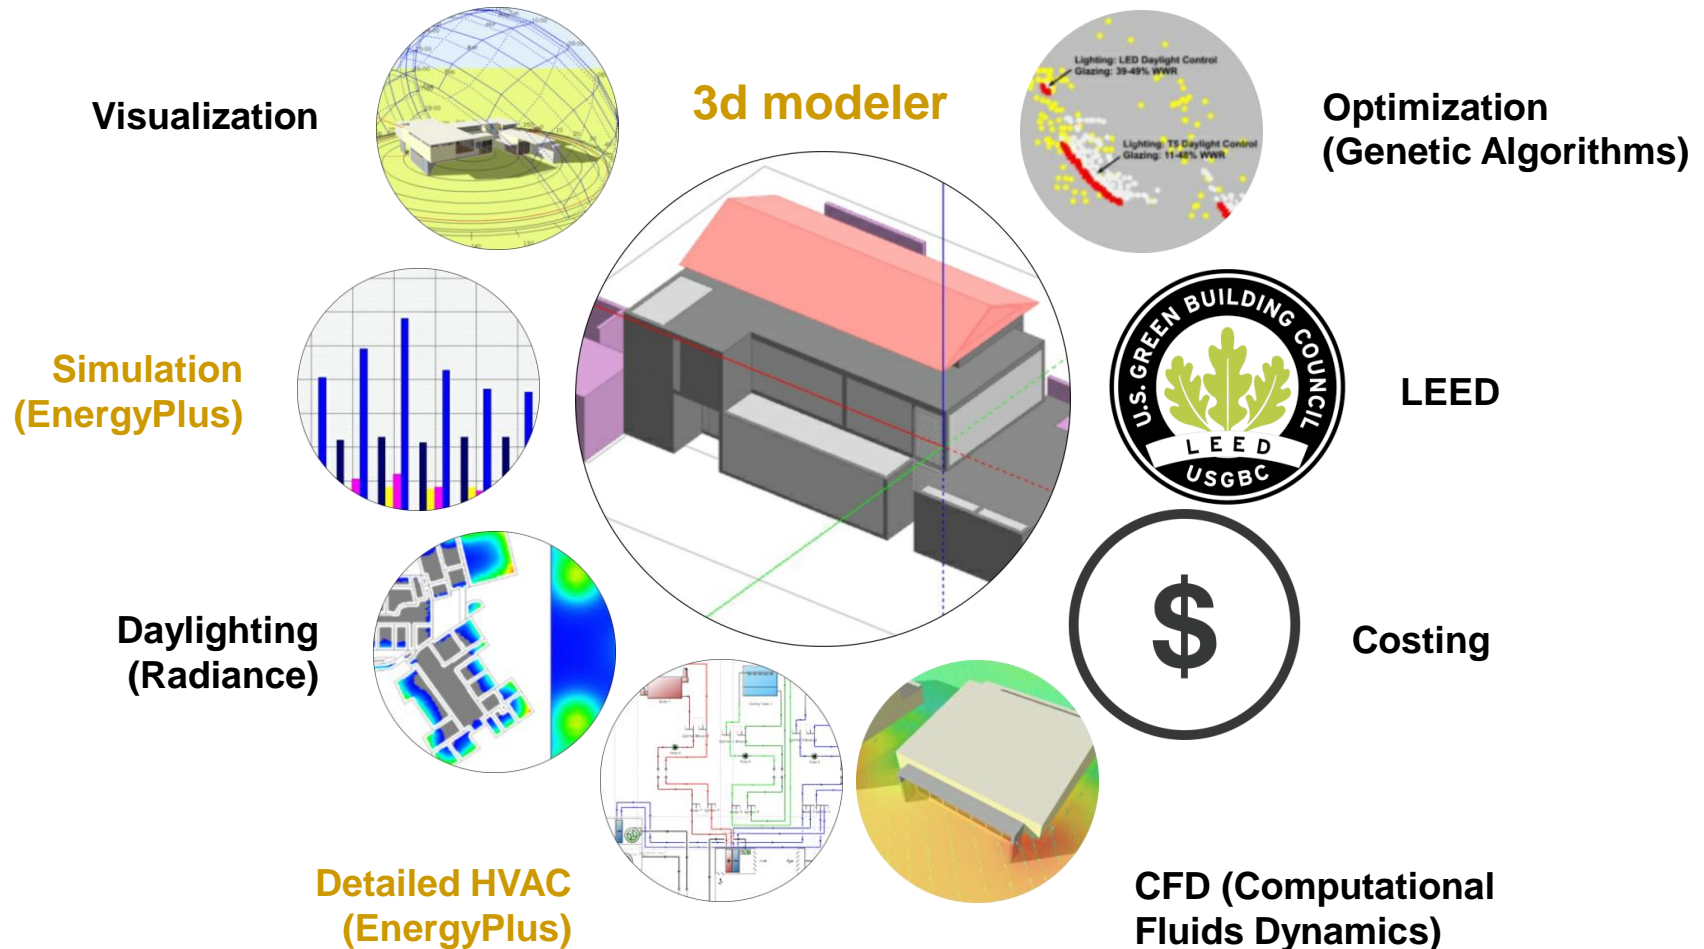 Visualization
3d modeler
Lighting: LED Daylight Control
Glazing: 39-49% WWR
Lighting: T5 Daylight Control
Glazing: 11-48% WWR
Optimization
(Genetic Algorithms)
Simulation
(EnergyPlus)
U.S. GREEN BUILDING COUNCIL
LEED
USGBC
LEED
Daylighting
(Radiance)
$
Costing
Detailed HVAC
(EnergyPlus)
CFD (Computational
Fluids Dynamics)